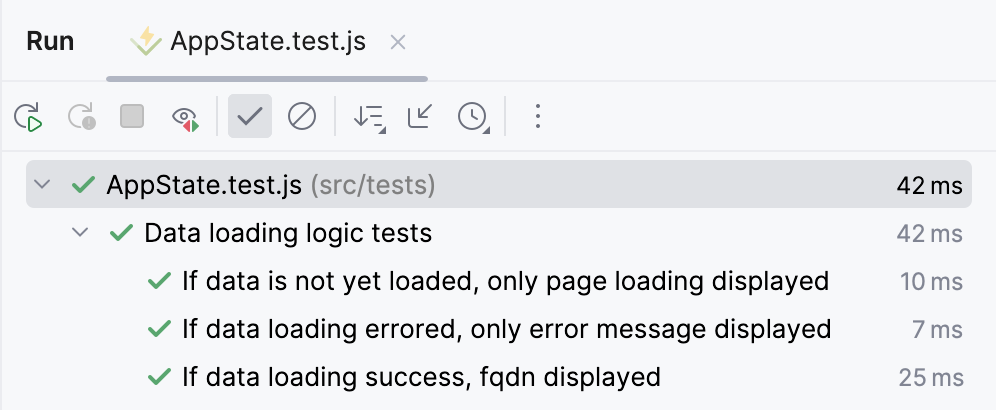 Run AppState.test.js
AppState.test.js (src/tests) 42 ms
Data loading logic tests 42 ms
If data is not yet loaded, only page loading displayed 10 ms
If data loading errored, only error message displayed 7 ms
If data loading success, fqdn displayed 25 ms